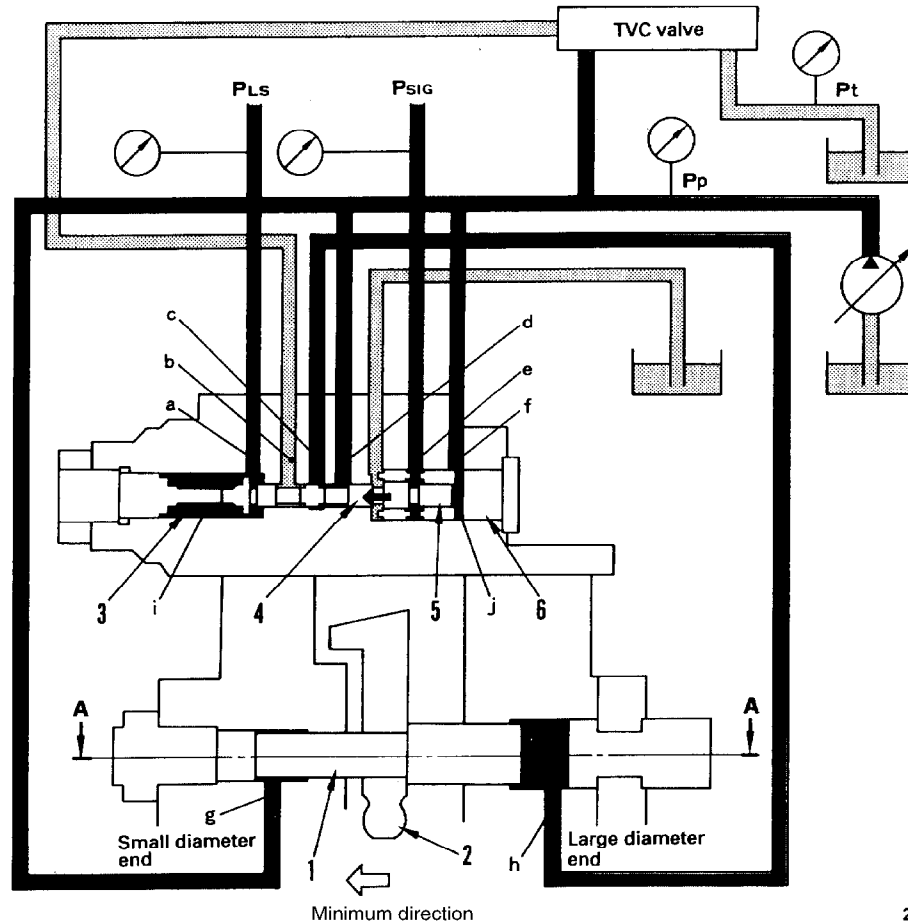 TVC valve
PLS
PSIG
Pt
Pp
c
d
b
e
a
f
3
i
4
5
j
6
A
A
g
Small diameter
end
1
2
h
Large diameter
end
Minimum direction
2